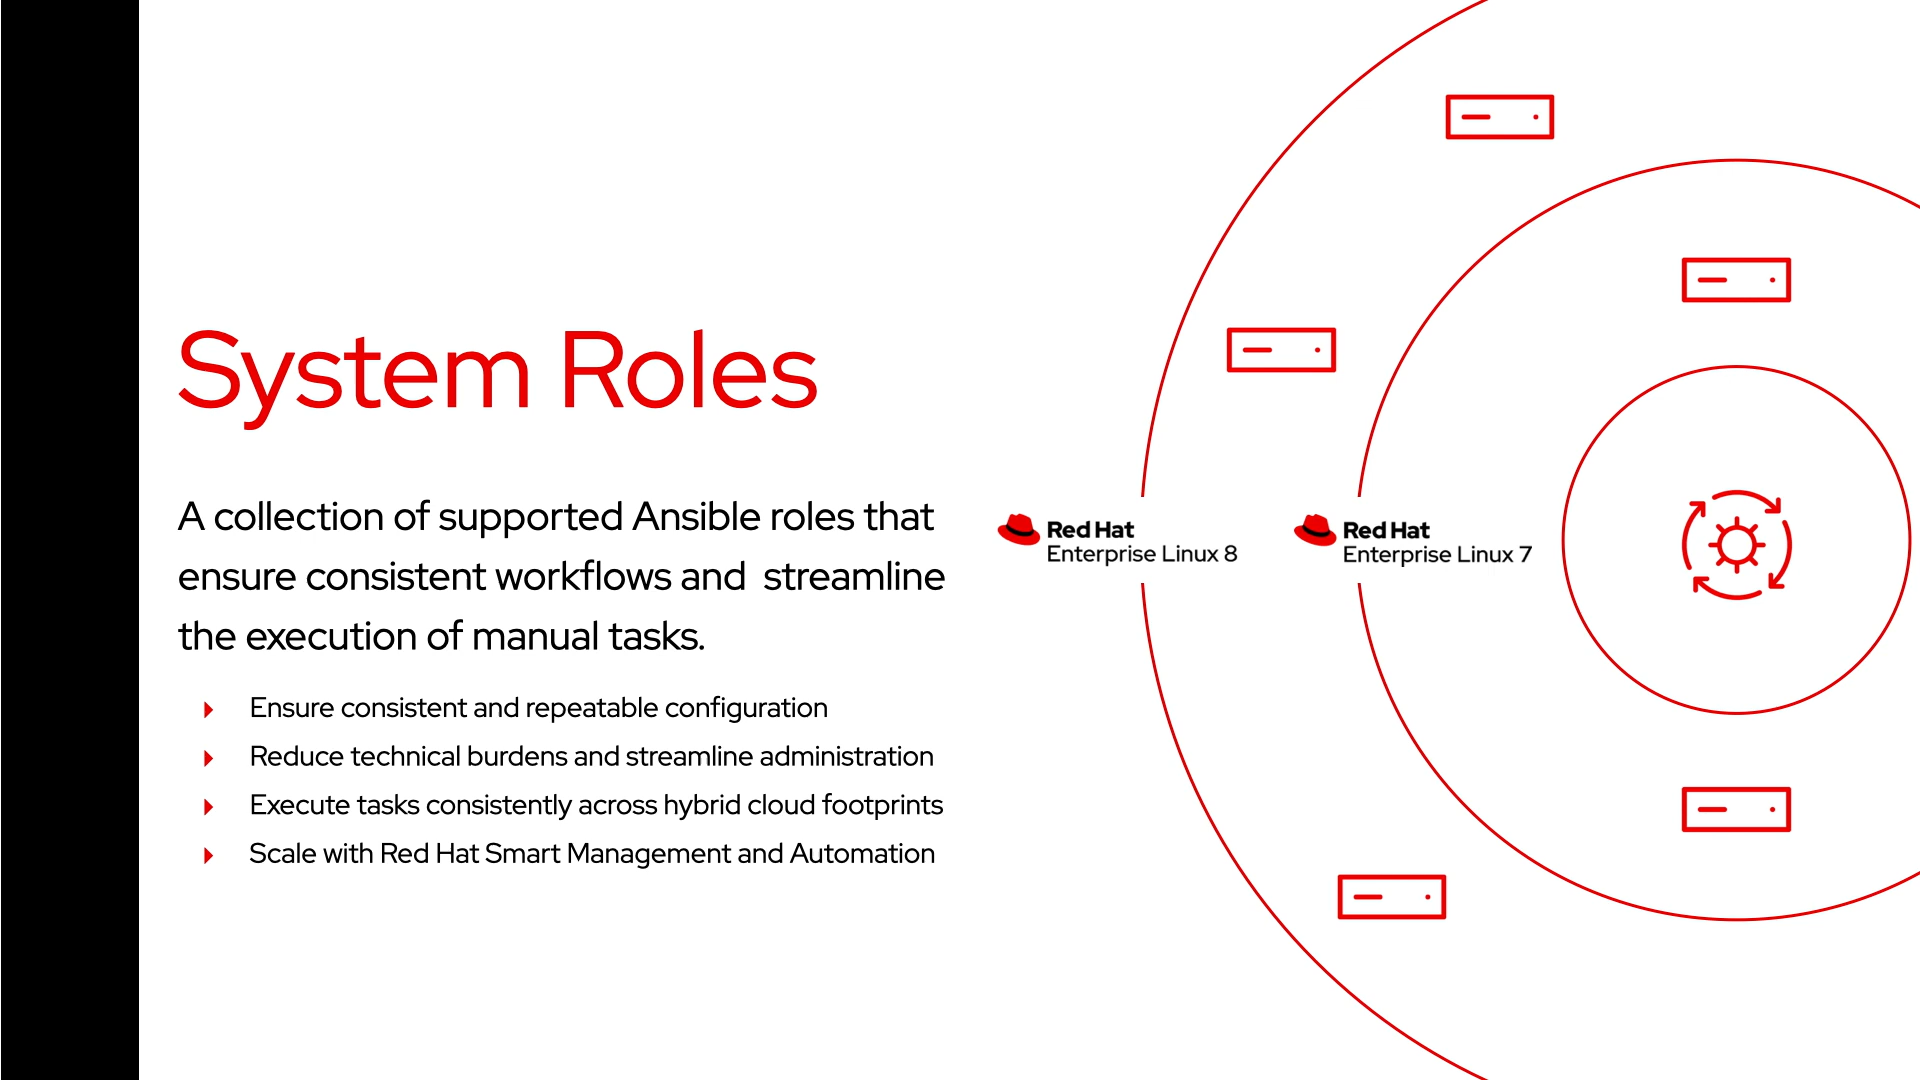 System Roles
A collection of supported Ansible roles that
ensure consistent workflows and  streamline
the execution of manual tasks.
Ensure consistent and repeatable configuration
Reduce technical burdens and streamline administration
Execute tasks consistently across hybrid cloud footprints
Scale with Red Hat Smart Management and Automation
Red Hat
Enterprise Linux 8
Red Hat
Enterprise Linux 7